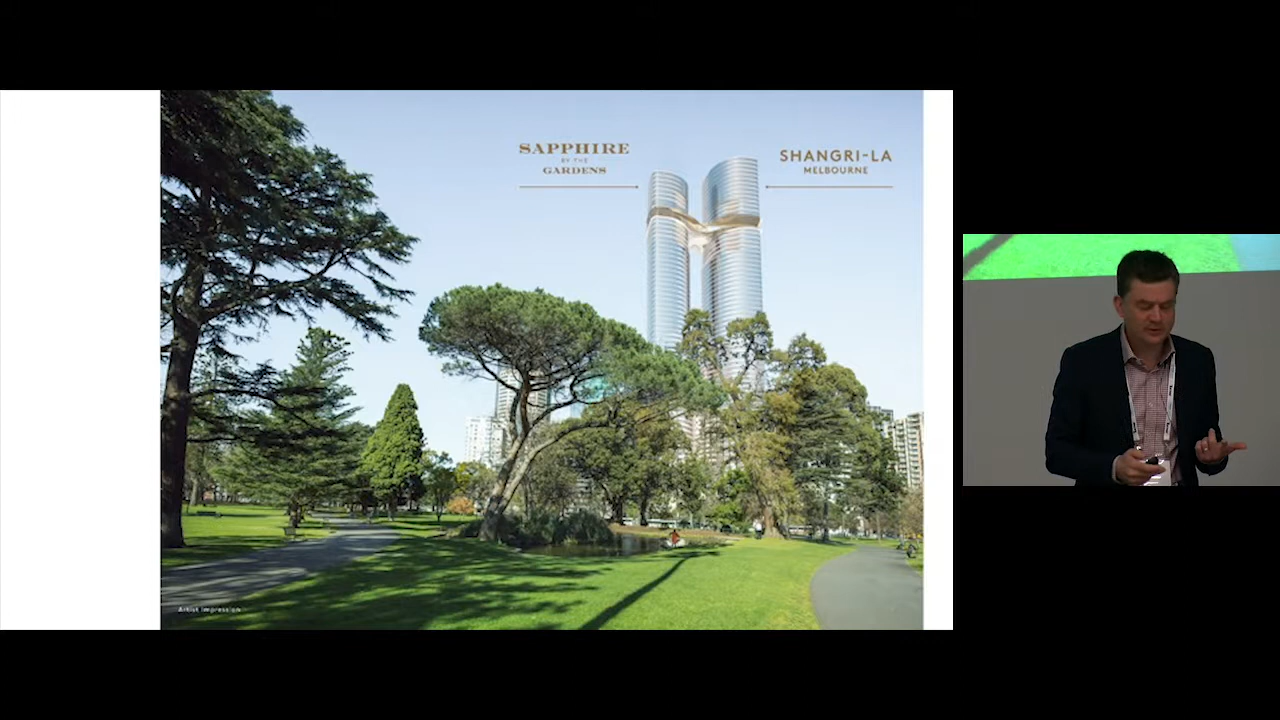 SAPPHIRE
BY THE
GARDENS
SHANGRI-LA
MELBOURNE
Artist Impression